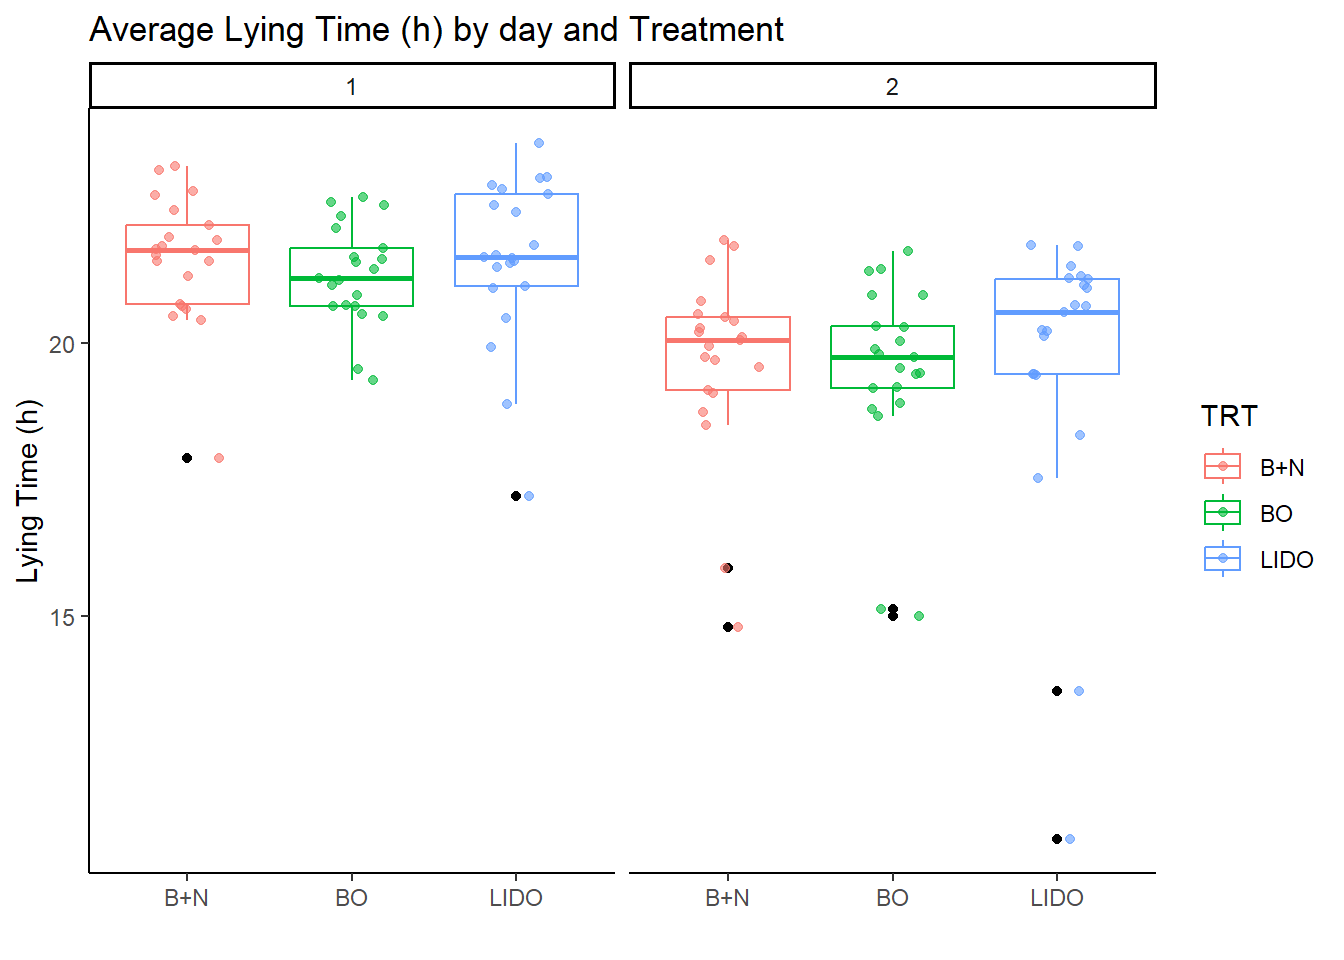 Average Lying Time (h) by day and Treatment
1
2
20
15
Lying Time (h)
B+N
BO
LIDO
B+N
BO
LIDO
TRT
B+N
BO
LIDO